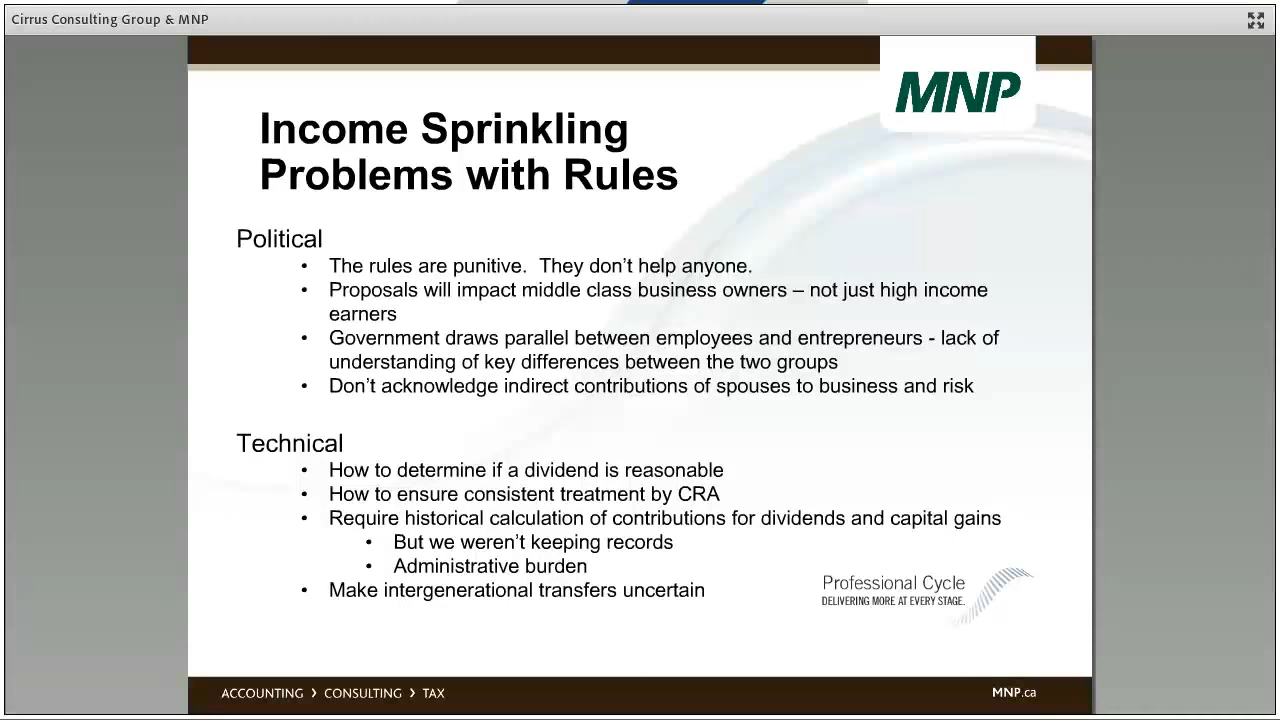 Cirrus Consulting Group & MNP
MNP
Income Sprinkling
Problems with Rules
Political
• The rules are punitive.  They don’t help anyone.
• Proposals will impact middle class business owners – not just high income
earners
• Government draws parallel between employees and entrepreneurs - lack of
understanding of key differences between the two groups
• Don’t acknowledge indirect contributions of spouses to business and risk
Technical
• How to determine if a dividend is reasonable
• How to ensure consistent treatment by CRA
• Require historical calculation of contributions for dividends and capital gains
• But we weren’t keeping records
• Administrative burden
• Make intergenerational transfers uncertain
Professional Cycle
DELIVERING MORE AT EVERY STAGE.
ACCOUNTING › CONSULTING › TAX
MNP.ca